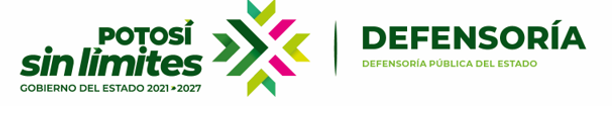 POTOSÍ
sin límites
GOBIERNO DEL ESTADO 2021-2027
DEFENSORÍA
DEFENSORÍA PÚBLICA DEL ESTADO